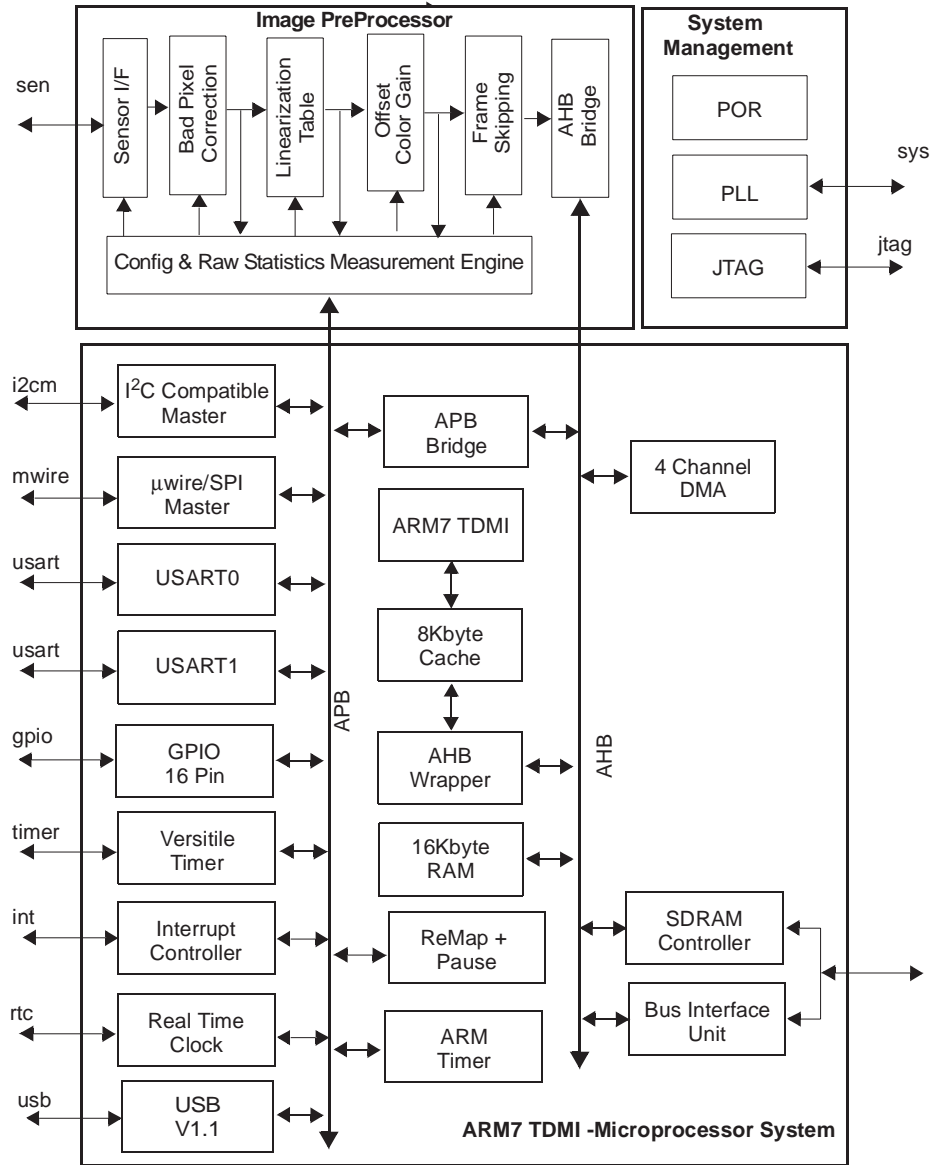 Image PreProcessor
System
Management
sen
Sensor I/F
Bad Pixel
Correction
Linearization
Table
Offset
Color Gain
Frame
Skipping
AHB
Bridge
Config & Raw Statistics Measurement Engine
POR
PLL
sys
JTAG
jtag
i2cm
I²C Compatible
Master
mwire
µwire/SPI
Master
usart
USART0
usart
USART1
gpio
GPIO
16 Pin
timer
Versitile
Timer
int
Interrupt
Controller
rtc
Real Time
Clock
usb
USB
V1.1
APB
APB
Bridge
ARM7 TDMI
8Kbyte
Cache
AHB
Wrapper
16Kbyte
RAM
ReMap +
Pause
ARM
Timer
AHB
4 Channel
DMA
SDRAM
Controller
Bus Interface
Unit
ARM7 TDMI -Microprocessor System